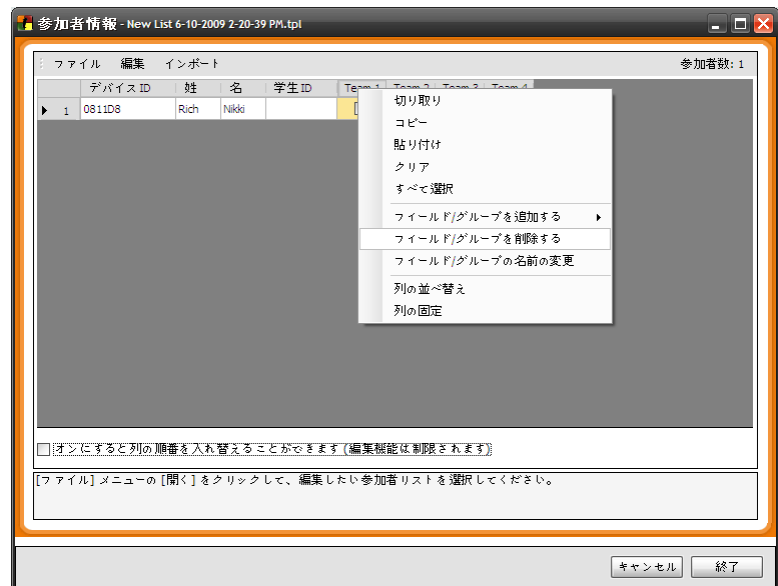 参加者情報 - New List 6-10-2009 2-20-39 PM.tpl
ファイル 編集 インポート 参加者数: 1
デバイス ID 姓 名 学生 ID Team 1 Team 2 Team 3 Team 4
1 0811D8 Rich Nikki
切り取り
コピー
貼り付け
クリア
すべて選択
フィールド/グループを追加する
フィールド/グループを削除する
フィールド/グループの名前の変更
列の並べ替え
列の固定
オンにすると列の順番を入れ替えることができます (編集機能は制限されます)
[ファイル] メニューの [開く] をクリックして、編集したい参加者リストを選択してください。
キャンセル 終了